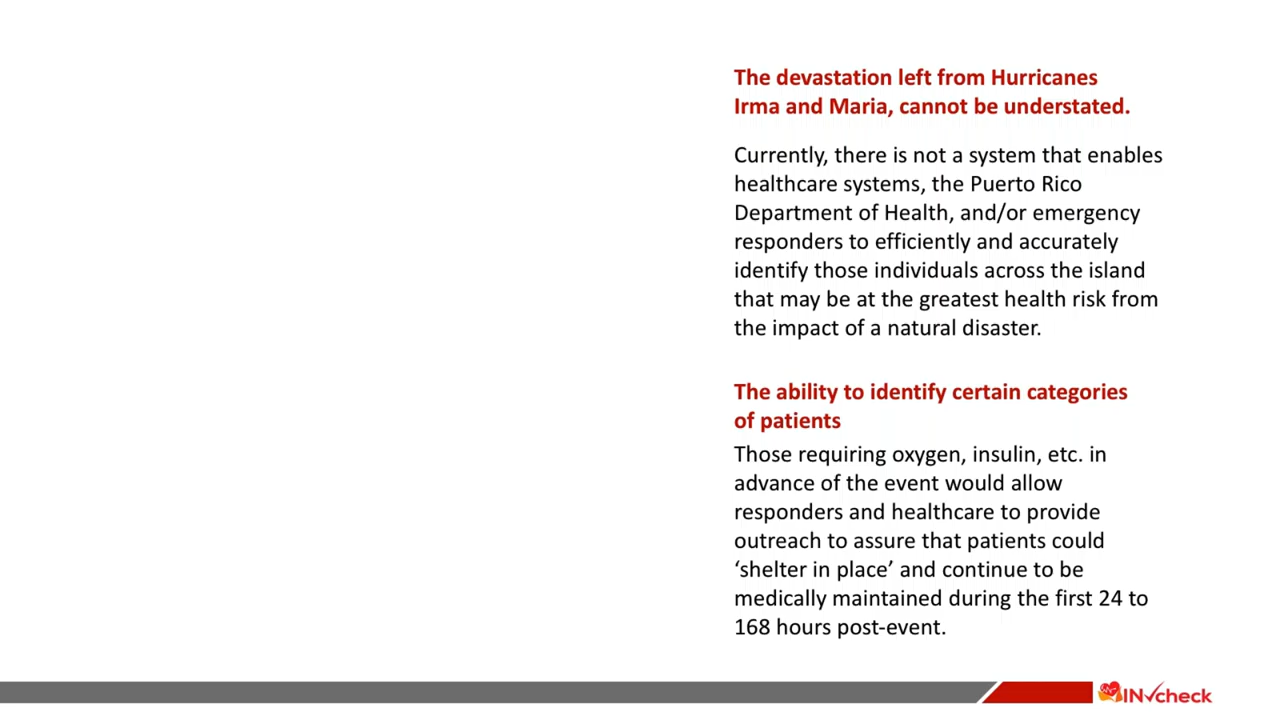 The devastation left from Hurricanes
Irma and Maria, cannot be understated.
Currently, there is not a system that enables
healthcare systems, the Puerto Rico
Department of Health, and/or emergency
responders to efficiently and accurately
identify those individuals across the island
that may be at the greatest health risk from
the impact of a natural disaster.
The ability to identify certain categories
of patients
Those requiring oxygen, insulin, etc. in
advance of the event would allow
responders and healthcare to provide
outreach to assure that patients could
‘shelter in place’ and continue to be
medically maintained during the first 24 to
168 hours post-event.
IN✓check